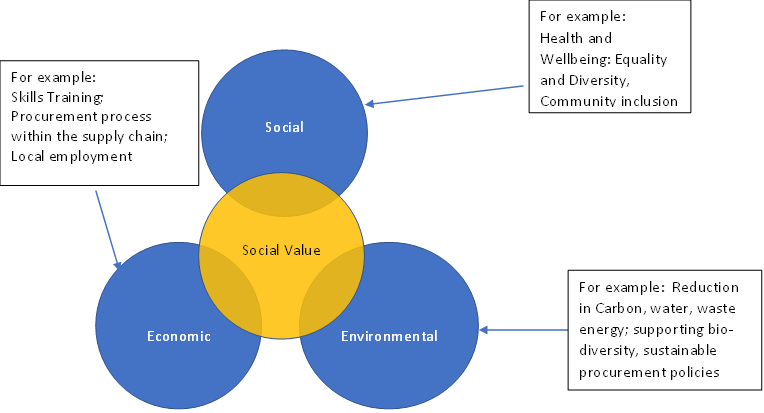 For example:
Health and
Wellbeing: Equality
and Diversity,
Community inclusion
For example:
Skills Training;
Procurement process
within the supply chain;
Local employment
Social
Social Value
Economic
Environmental
For example:  Reduction
in Carbon, water, waste
energy; supporting bio-
diversity, sustainable
procurement policies